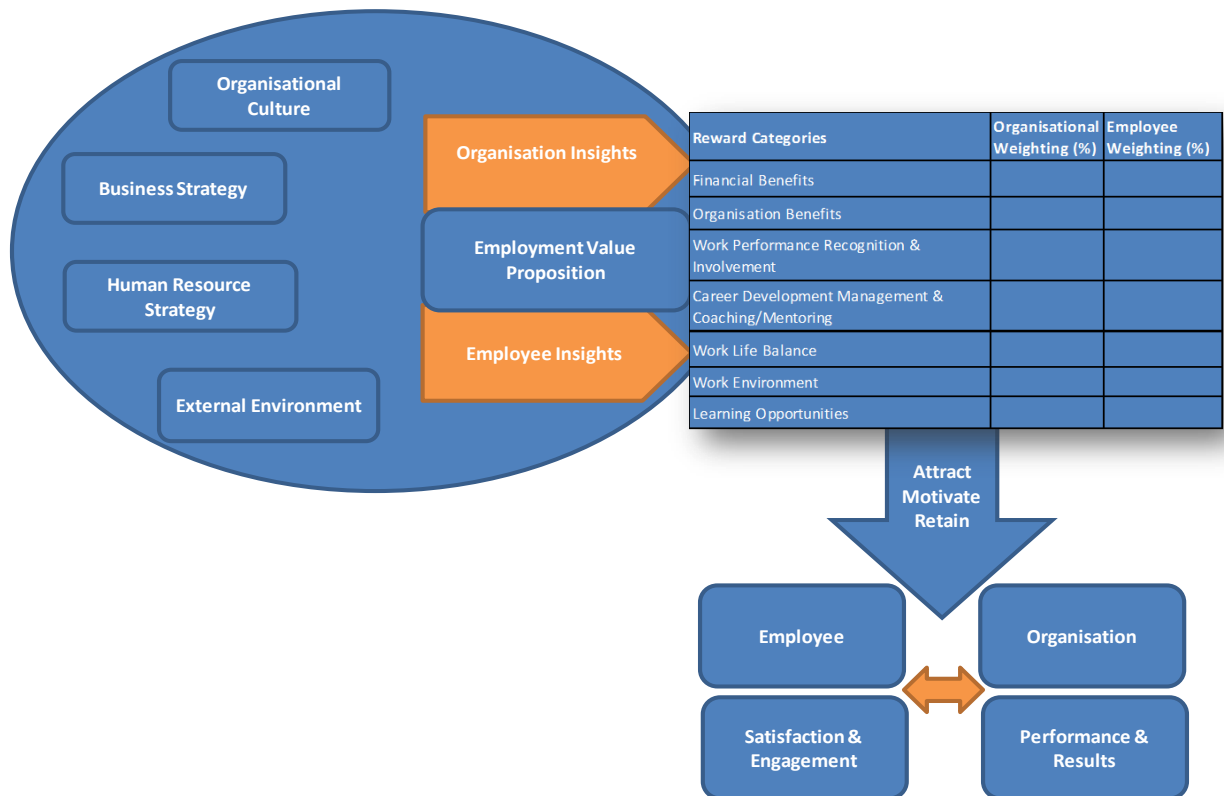 Organisational
Culture
Business Strategy
Human Resource
Strategy
External Environment
Organisation Insights
Employment Value
Proposition
Employee Insights
Reward Categories
Organisational
Weighting (%)
Employee
Weighting (%)
Financial Benefits
Organisation Benefits
Work Performance Recognition &
Involvement
Career Development Management &
Coaching/Mentoring
Work Life Balance
Work Environment
Learning Opportunities
Attract
Motivate
Retain
Employee
Organisation
Satisfaction &
Engagement
Performance &
Results